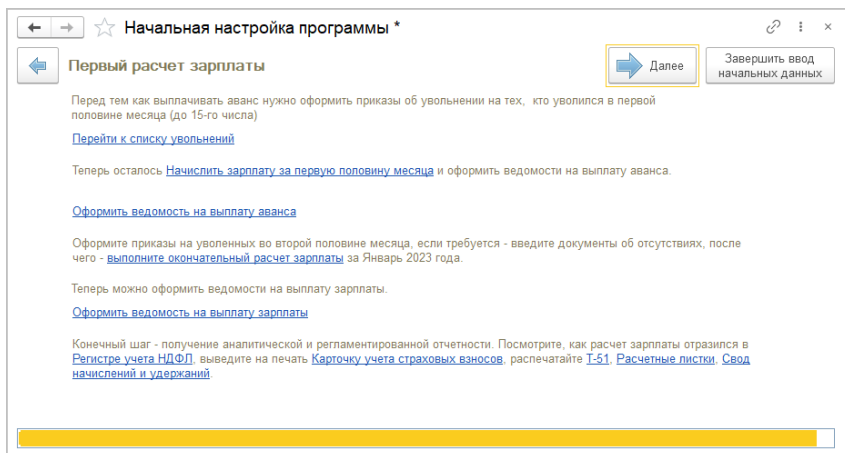 Начальная настройка программы *
Первый расчет зарплаты
Далее
Завершить ввод
начальных данных
Перед тем как выплачивать аванс нужно оформить приказы об увольнении на тех, кто уволился в первой
половине месяца (до 15-го числа)
Перейти к списку увольнений
Теперь осталось Начислить зарплату за первую половину месяца и оформить ведомости на выплату аванса.
Оформить ведомость на выплату аванса
Оформите приказы на уволенных во второй половине месяца, если требуется - введите документы об отсутствиях, после
чего - выполните окончательный расчет зарплаты за Январь 2023 года.
Теперь можно оформить ведомости на выплату зарплаты.
Оформить ведомость на выплату зарплаты
Конечный шаг - получение аналитической и регламентированной отчетности. Посмотрите, как расчет зарплаты отразился в
Регистре учета НДФЛ, выведите на печать Карточку учета страховых взносов, распечатайте Т-51, Расчетные листки, Свод
начислений и удержаний.